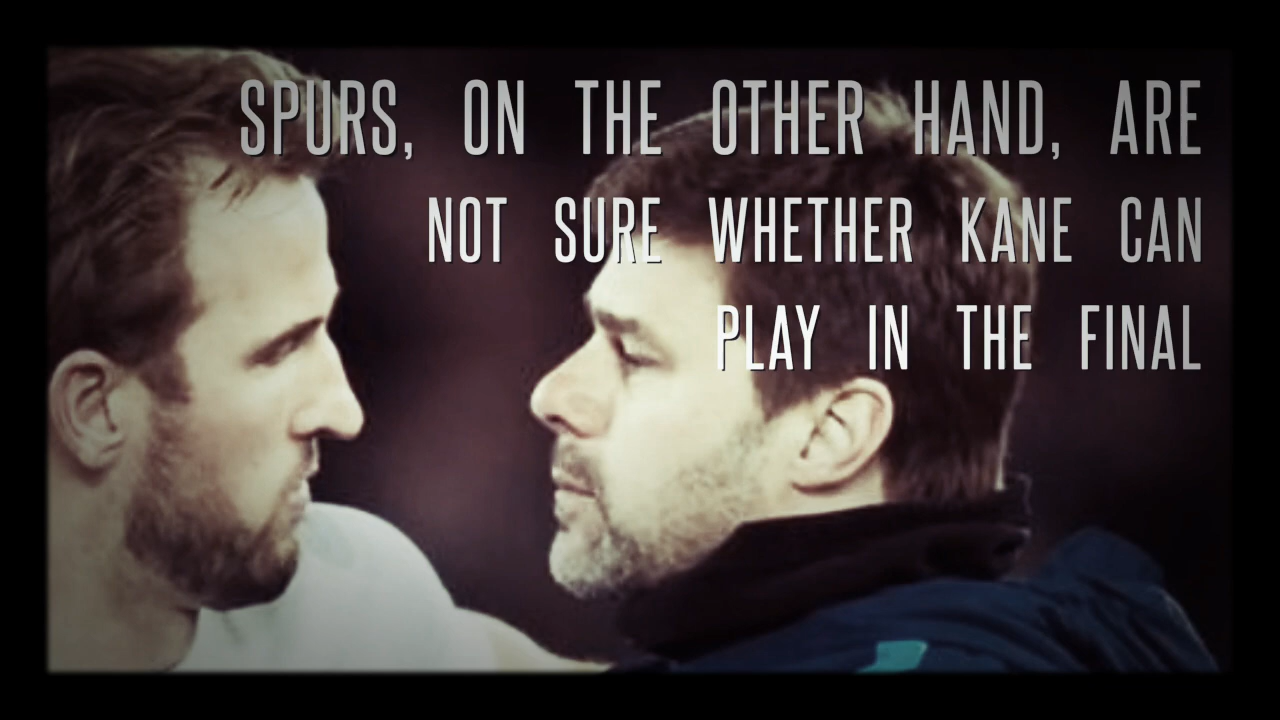 SPURS, ON THE OTHER HAND, ARE
NOT SURE WHETHER KANE CAN
PLAY IN THE FINAL